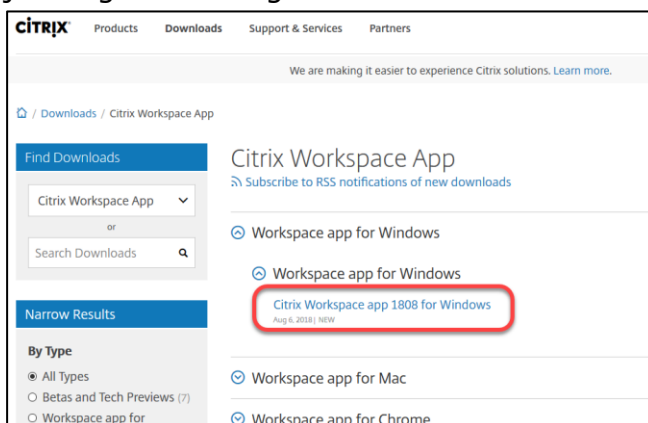 CITRIX Products Downloads Support & Services Partners
We are making it easier to experience Citrix solutions. Learn more.
/ Downloads / Citrix Workspace App
Find Downloads
Citrix Workspace App
or
Search Downloads
Narrow Results
By Type
All Types
Betas and Tech Previews (7)
Workspace app for
Citrix Workspace App
Subscribe to RSS notifications of new downloads
Workspace app for Windows
Workspace app for Windows
Citrix Workspace app 1808 for Windows
Aug 6, 2018 | NEW
Workspace app for Mac
Workspace app for Chrome